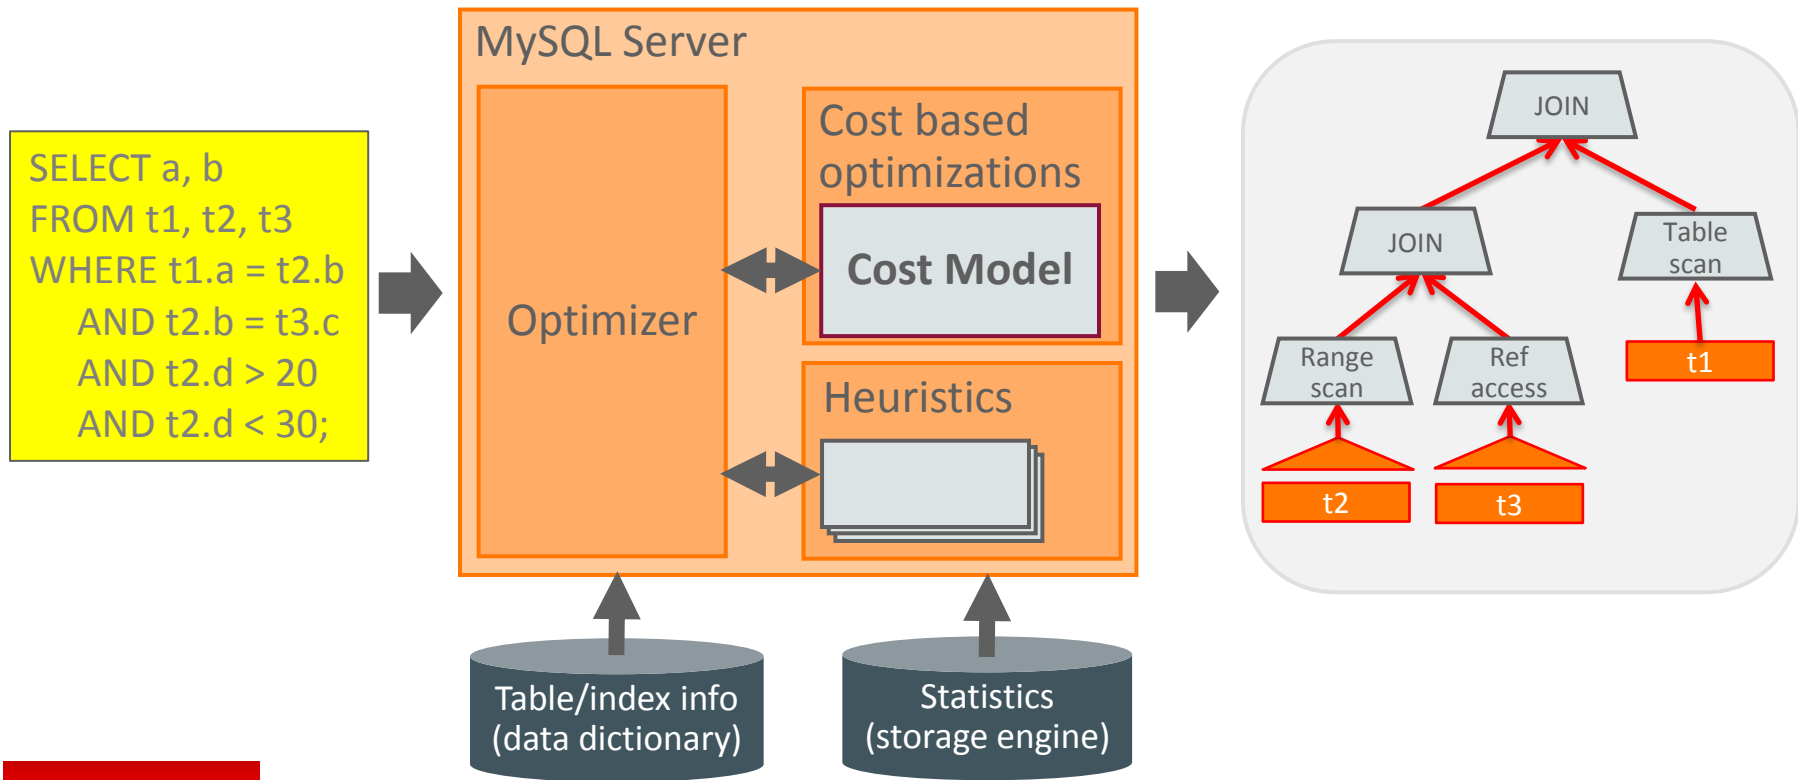 MySQL Server
SELECT a, b
FROM t1, t2, t3
WHERE t1.a = t2.b
AND t2.b = t3.c
AND t2.d > 20
AND t2.d < 30;
Optimizer
Cost based
optimizations
Cost Model
Heuristics
Table/index info
(data dictionary)
Statistics
(storage engine)
JOIN
JOIN
Table
scan
Range
scan
Ref
access
t1
t2
t3